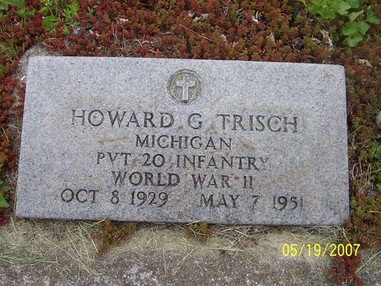 HOWARD G TRISCH
MICHIGAN
PVT 20 INFANTRY
WORLD WAR II
OCT 8 1929   MAY 7 1951
05/19/2007